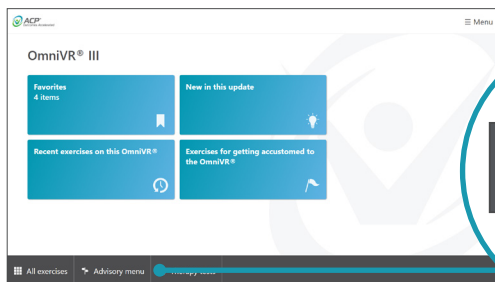 ACP
☰ Menu
OmniVR® III
Favorites
4 items
New in this update
Recent exercises on this OmniVR®
Exercises for getting accustomed to
the OmniVR®
All exercises
Advisory menu
tests